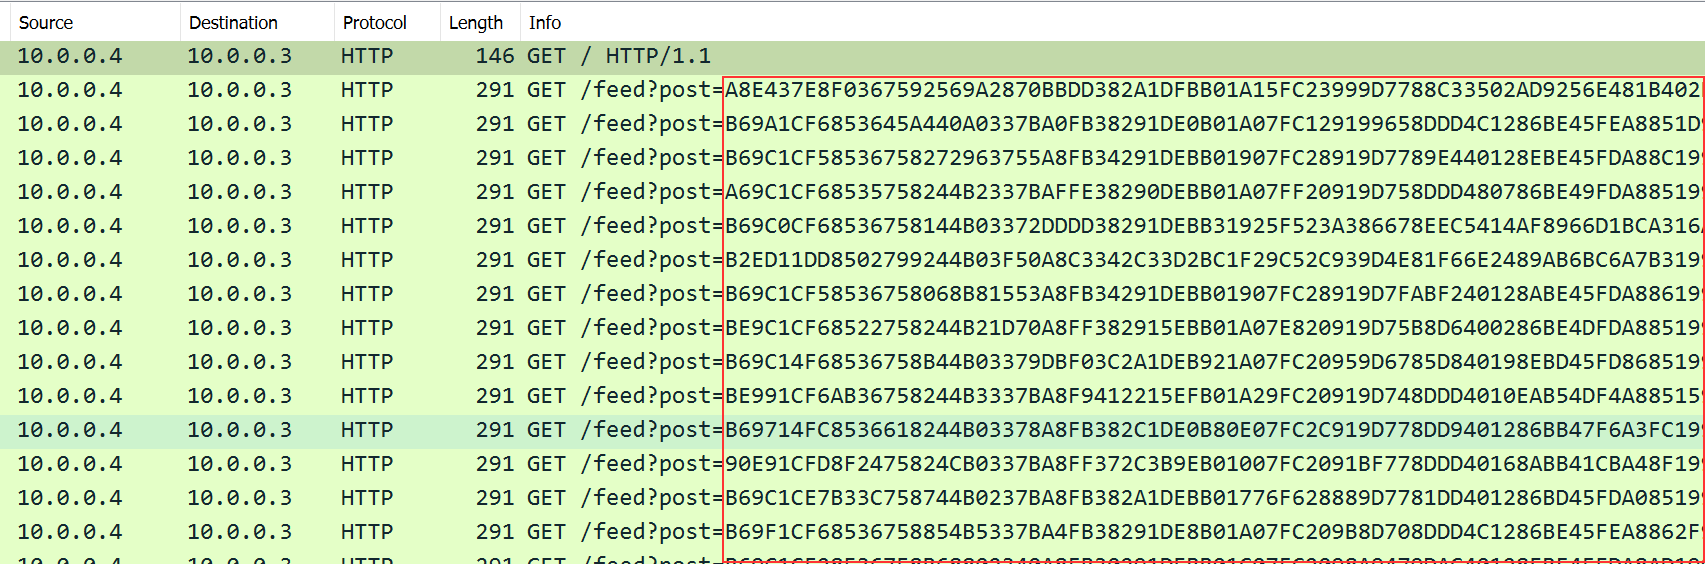 Source Destination Protocol Length Info
10.0.0.4 10.0.0.3 HTTP 146 GET / HTTP/1.1
10.0.0.4 10.0.0.3 HTTP 291 GET /feed?post=A8E437E8F0367592569A2870BBDD382A1DFBB01A15FC23999D7788C33502AD9256E481B402
10.0.0.4 10.0.0.3 HTTP 291 GET /feed?post=B69A1CF6853645A440A0337BA0FB38291DE0B01A07FC129199658DDD4C1286BE45FEA8851D
10.0.0.4 10.0.0.3 HTTP 291 GET /feed?post=B69C1CF58536758272963755A8FB34291DEBB01907FC28919D7789E440128EBE45FDA88C19
10.0.0.4 10.0.0.3 HTTP 291 GET /feed?post=A69C1CF68535758244B2337BAFFE38290DEBB01A07FF20919D758DDD480786BE49FDA88519
10.0.0.4 10.0.0.3 HTTP 291 GET /feed?post=B69C0CF68536758144B03372DDDD38291DEBB31925F523A386678EEC5414AF8966D1BCA316
10.0.0.4 10.0.0.3 HTTP 291 GET /feed?post=B2ED11DD8502799244B03F50A8C3342C33D2BC1F29C52C939D4E81F66E2489AB6BC6A7B319
10.0.0.4 10.0.0.3 HTTP 291 GET /feed?post=B69C1CF58536758068B81553A8FB34291DEBB01907FC28919D7FABF240128ABE45FDA88619
10.0.0.4 10.0.0.3 HTTP 291 GET /feed?post=BE9C1CF68522758244B21D70A8FF382915EBB01A07E820919D75B8D6400286BE4DFDA88519
10.0.0.4 10.0.0.3 HTTP 291 GET /feed?post=B69C14F68536758B44B03379DBF03C2A1DEB921A07FC20959D6785D840198EBD45FD868519
10.0.0.4 10.0.0.3 HTTP 291 GET /feed?post=BE991CF6AB36758244B3337BA8F9412215EFB01A29FC20919D748DDD4010EAB54DF4A88515
10.0.0.4 10.0.0.3 HTTP 291 GET /feed?post=B69714FC8536618244B03378A8FB382C1DE0B80E07FC2C919D778DD9401286BB47F6A3FC19
10.0.0.4 10.0.0.3 HTTP 291 GET /feed?post=90E91CFD8F2475824CB0337BA8FF372C3B9EB01007FC2091BF778DDD40168ABB41CBA48F19
10.0.0.4 10.0.0.3 HTTP 291 GET /feed?post=B69C1CE7B33C758744B0237BA8FB382A1DEBB01776F628889D7781DD401286BD45FDA08519
10.0.0.4 10.0.0.3 HTTP 291 GET /feed?post=B69F1CF68536758854B5337BA4FB38291DE8B01A07FC209B8D708DDD4C1286BE45FEA8862F